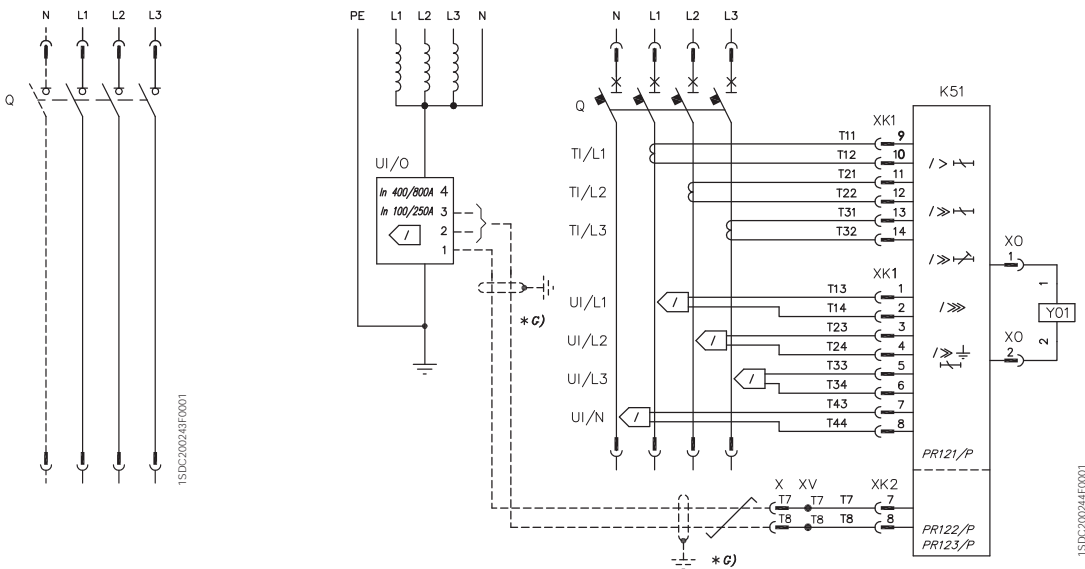 N L1 L2 L3
Q
1SDC200243F0001
PE L1 L2 L3 N
UI/O
In 400/800A 4
In 100/250A 3
/ 2
1
*G)
N L1 L2 L3
Q
TI/L1
TI/L2
TI/L3
UI/L1 /
UI/L2 /
UI/L3 /
UI/N /
K51
XK1
T11 9
T12 10
T21 11
T22 12
T31 13
T32 14
XK1
T13 1
T14 2
T23 3
T24 4
T33 5
T34 6
T43 7
T44 8
X XV XK2
T7 T7 T7 7
T8 T8 T8 8
*G)
/>
/>>
/>>
/>>>
/>>
PR121/P
PR122/P
PR123/P
XO
1
1
YO1
2
XO
2
1SDC200244F0001